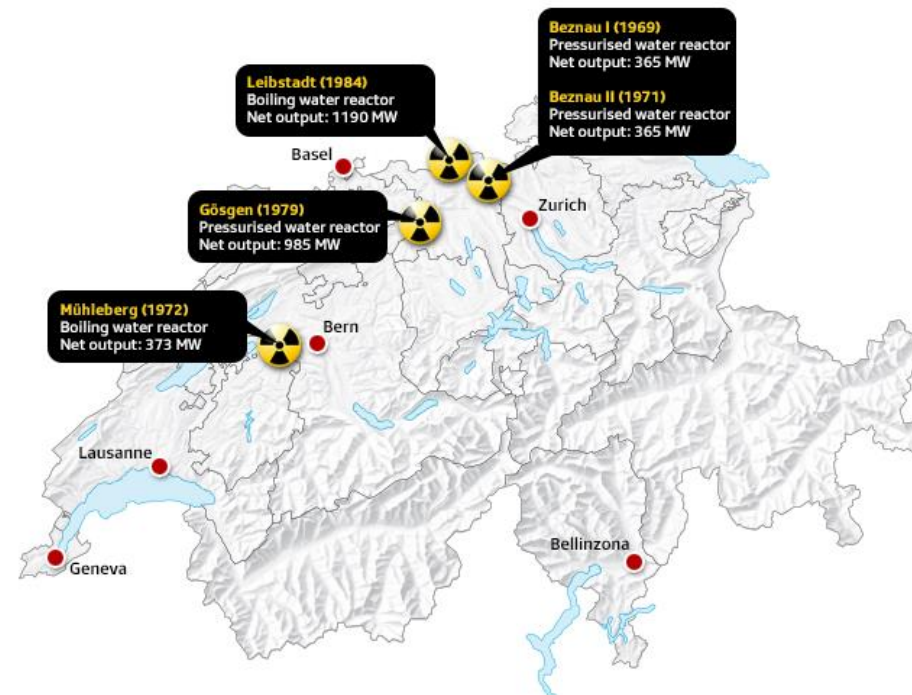 Beznau I (1969)
Pressurised water reactor
Net output: 365 MW
Beznau II (1971)
Pressurised water reactor
Net output: 365 MW
Leibstadt (1984)
Boiling water reactor
Net output: 1190 MW
Basel
Zurich
Gösgen (1979)
Pressurised water reactor
Net output: 985 MW
Mühleberg (1972)
Boiling water reactor
Net output: 373 MW
Bern
Lausanne
Bellinzona
Geneva